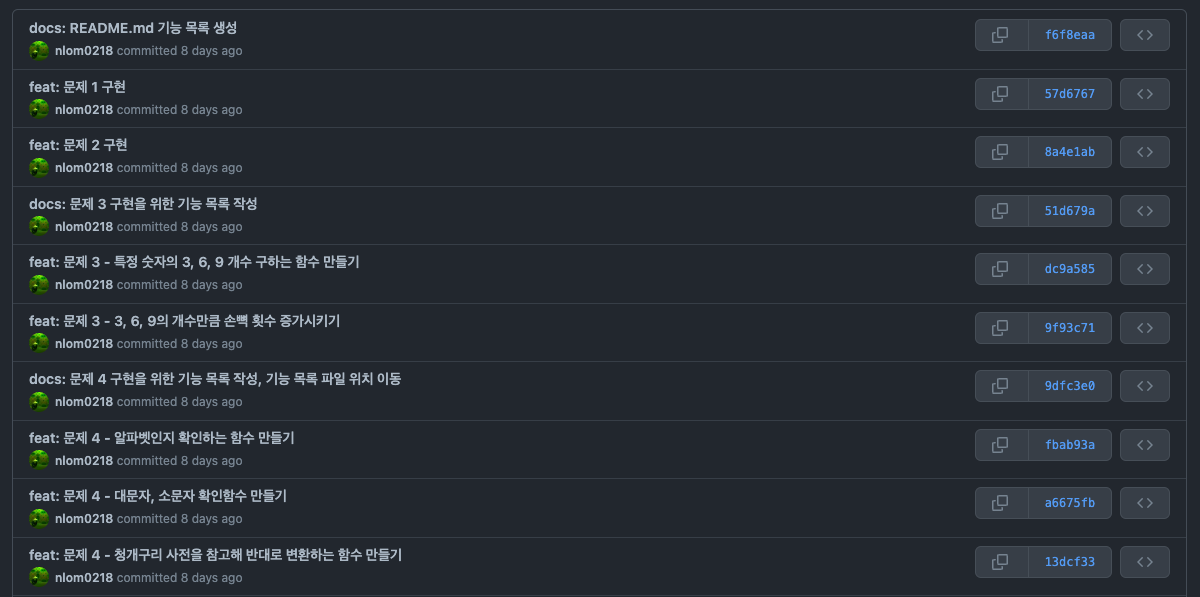 docs: README.md 기능 목록 생성
nlom0218 committed 8 days ago
f6f8eaa
feat: 문제 1 구현
nlom0218 committed 8 days ago
57d6767
feat: 문제 2 구현
nlom0218 committed 8 days ago
8a4e1ab
docs: 문제 3 구현을 위한 기능 목록 작성
nlom0218 committed 8 days ago
51d679a
feat: 문제 3 - 특정 숫자의 3, 6, 9 개수 구하는 함수 만들기
nlom0218 committed 8 days ago
dc9a585
feat: 문제 3 - 3, 6, 9의 개수만큼 손뼉 횟수 증가시키기
nlom0218 committed 8 days ago
9f93c71
docs: 문제 4 구현을 위한 기능 목록 작성, 기능 목록 파일 위치 이동
nlom0218 committed 8 days ago
9dfc3e0
feat: 문제 4 - 알파벳인지 확인하는 함수 만들기
nlom0218 committed 8 days ago
fbab93a
feat: 문제 4 - 대문자, 소문자 확인함수 만들기
nlom0218 committed 8 days ago
a6675fb
feat: 문제 4 - 청개구리 사전을 참고해 반대로 변환하는 함수 만들기
nlom0218 committed 8 days ago
13dcf33